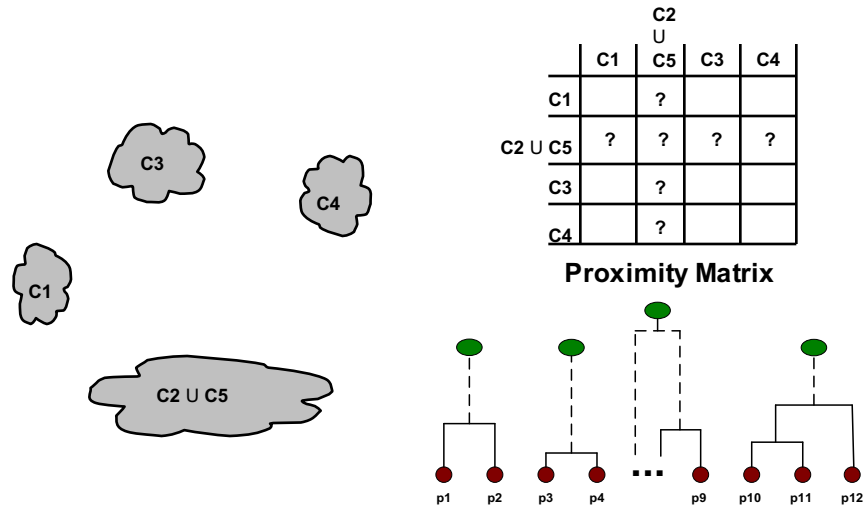 C3
C4
C1
C2 U C5
C2
U
C1 C5 C3 C4
C1 ?
C2 U C5 ? ? ? ?
C3 ?
C4 ?
Proximity Matrix
...
p1 p2 p3 p4 p9 p10 p11 p12